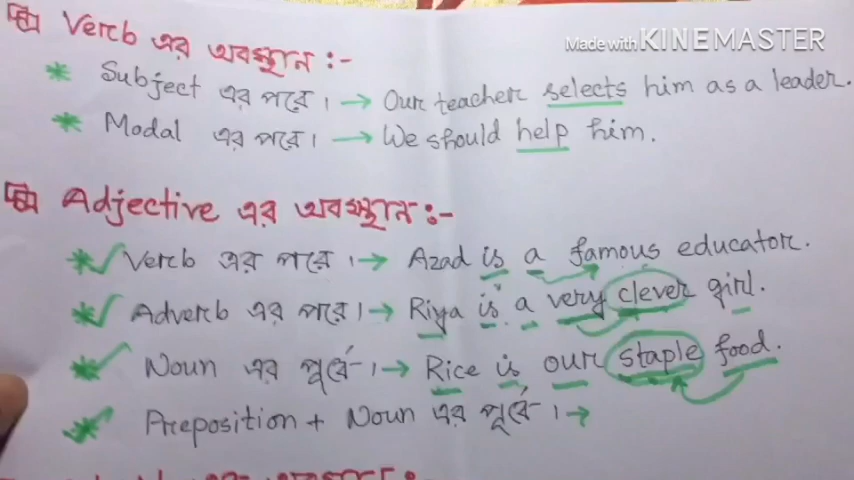 Verb এর অবস্থান :-
Made with KINEMASTER
* Subject এর পরে। → Our teacher selects him as a leader.
* Modal এর পরে। → We should help him.
Adjective এর অবস্থান :-
* Verb এর পরে। → Azad is a famous educator.
* Adverb এর পরে। → Riya is a very clever girl.
* Noun এর পূর্বে। → Rice is our staple food.
* Preposition + Noun এর পূর্বে। →